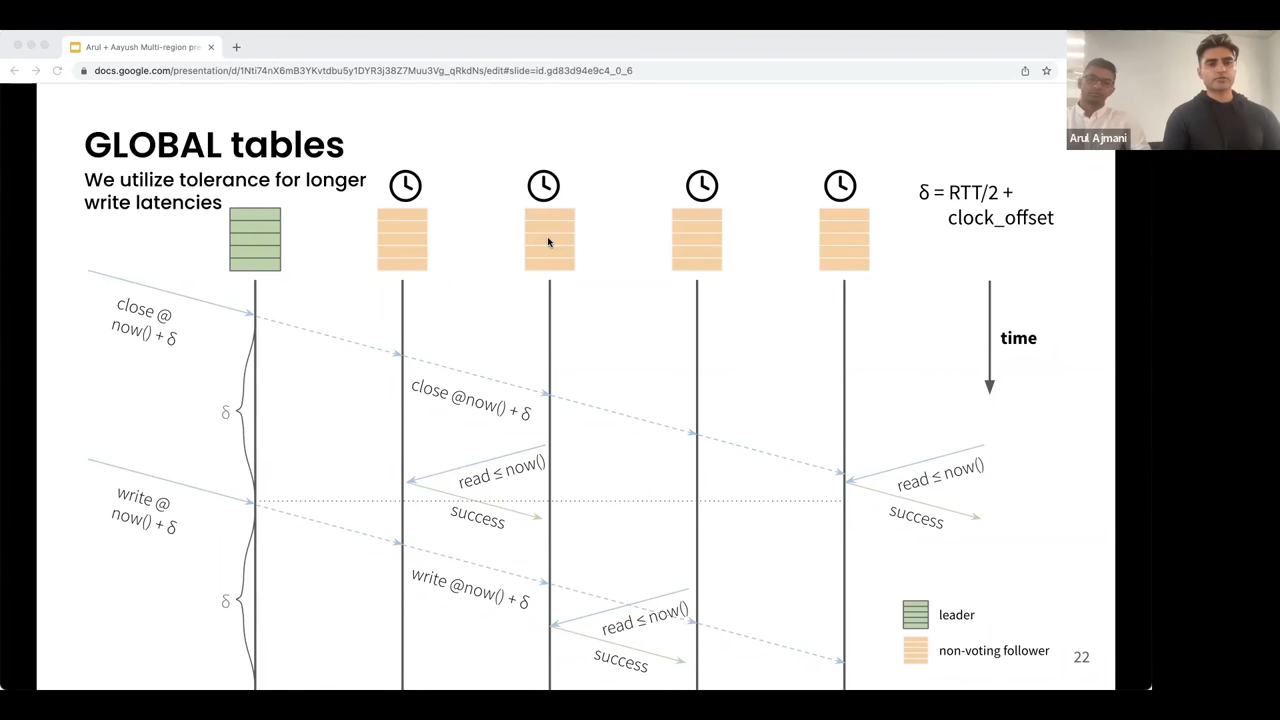 Arul + Aayush Multi-region pre
docs.google.com/presentation/d/1Nti74nX6mB3YKvtdbu5y1DYR3j38Z7Muu3Vg_qRkdNs/edit#slide=id.gd83d94e9c4_0_6
Arul Ajmani
GLOBAL tables
We utilize tolerance for longer
write latencies
δ = RTT/2 +
clock_offset
close @
now() + δ
time
close @now() + δ
δ
read ≤ now()
read ≤ now()
write @
now() + δ
success
success
write @now() + δ
δ
read ≤ now()
success
leader
non-voting follower
22